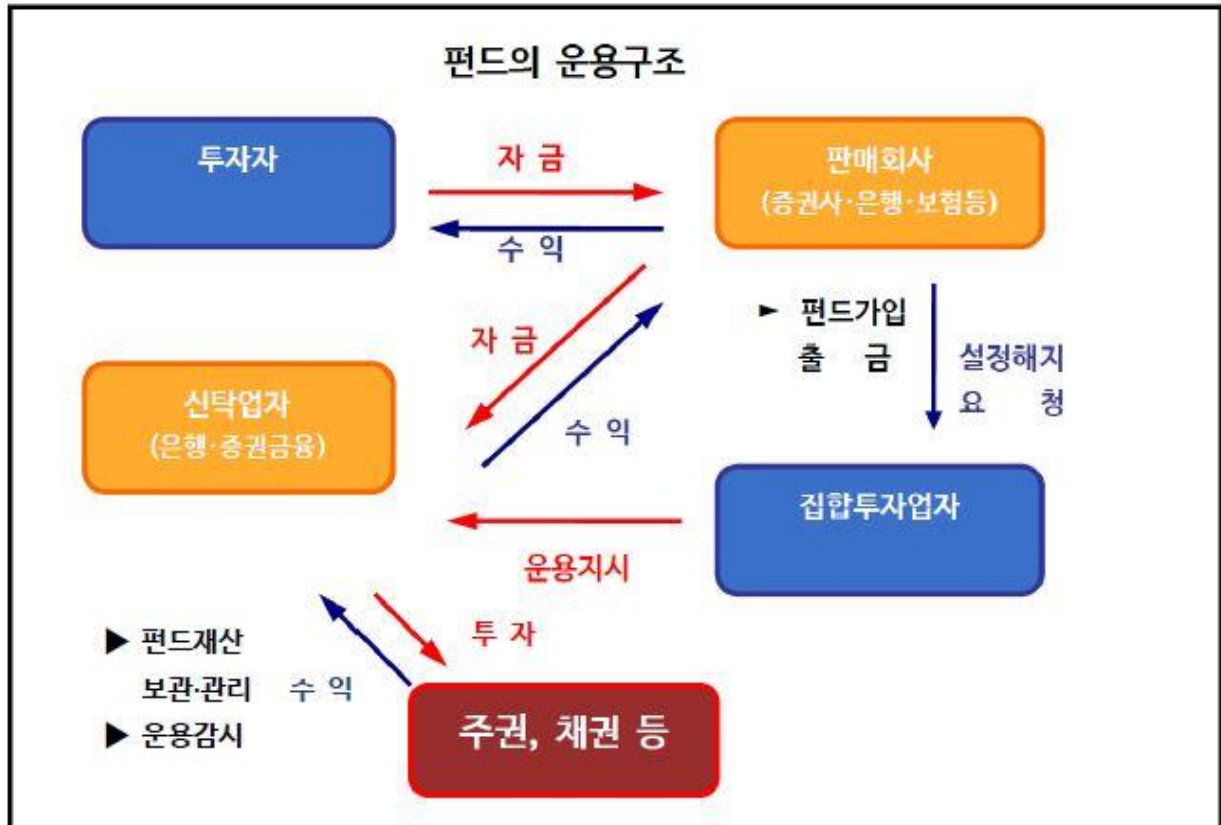 펀드의 운용구조
투자자
자 금
수 익
판매회사
(증권사·은행·보험등)
자 금
수 익
► 펀드가입
출 금
설정해지
요 청
신탁업자
(은행·증권금융)
집합투자업자
운용지시
▶ 펀드재산
보관·관리
▶ 운용감시
수 익
투 자
주권, 채권 등